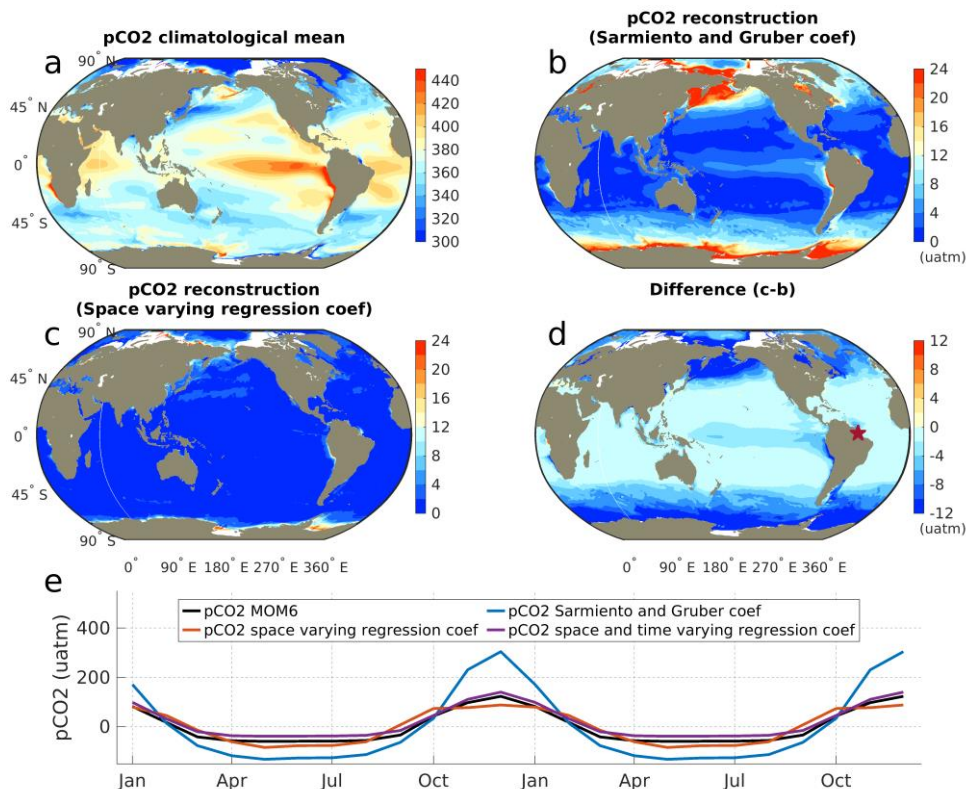 pCO2 climatological mean
a
90° N
45° N
0°
45° S
90° S
440
420
400
380
360
340
320
300
pCO2 reconstruction
(Sarmiento and Gruber coef)
b
24
20
16
12
8
4
0
(uatm)
pCO2 reconstruction
(Space varying regression coef)
c
90° N
45° N
0°
45° S
90° S
24
20
16
12
8
4
0
0° 90° E 180° E 270° E 360° E
Difference (c-b)
d
12
8
4
0
-4
-8
-12
(uatm)
0° 90° E 180° E 270° E 360° E
e
pCO2 MOM6
pCO2 Sarmiento and Gruber coef
pCO2 space varying regression coef
pCO2 space and time varying regression coef
pCO2 (uatm)
400
200
0
Jan Apr Jul Oct Jan Apr Jul Oct